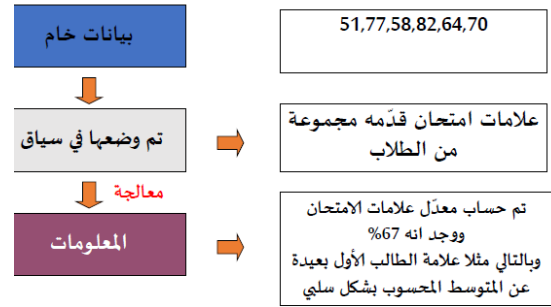 بيانات خام
51,77,58,82,64,70
تم وضعها في سياق
علامات امتحان قدّمه مجموعة
من الطلاب
معالجة
المعلومات
تم حساب معدّل علامات الامتحان
ووجد انه 67%
وبالتالي مثلا علامة الطالب الأول بعيدة
عن المتوسط المحسوب بشكل سلبي